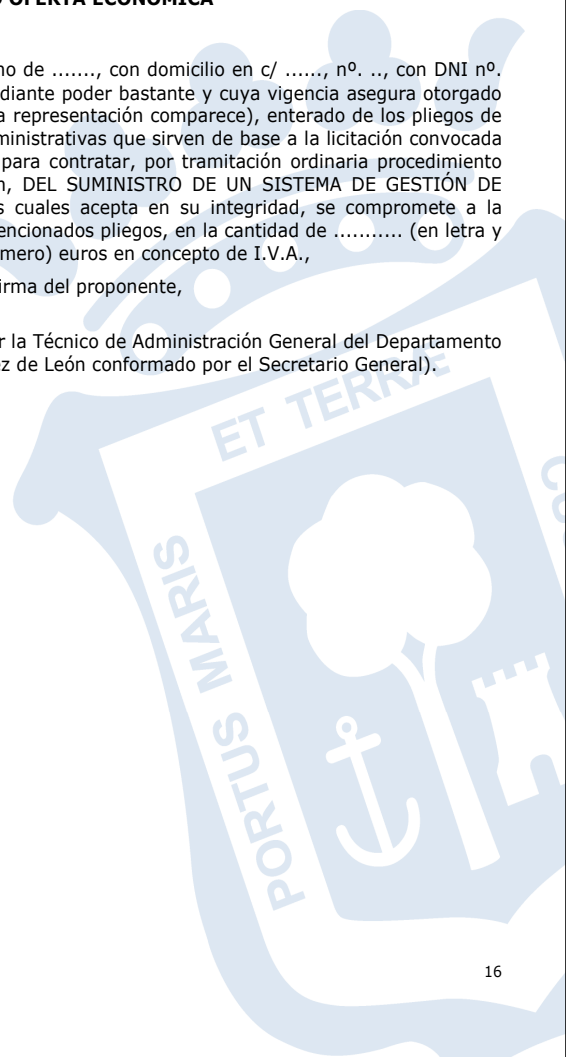 OFERTA ECONÓMICA
no de ......., con domicilio en c/ ......, nº. .., con DNI nº.
diante poder bastante y cuya vigencia asegura otorgado
a representación comparece), enterado de los pliegos de
ministrativas que sirven de base a la licitación convocada
para contratar, por tramitación ordinaria procedimiento
n, DEL SUMINISTRO DE UN SISTEMA DE GESTIÓN DE
s cuales acepta en su integridad, se compromete a la
encionados pliegos, en la cantidad de ........... (en letra y
mero) euros en concepto de I.V.A.,
irma del proponente,
r la Técnico de Administración General del Departamento
ez de León conformado por el Secretario General).
PORTUS MARIS
ET TERRÆ
16